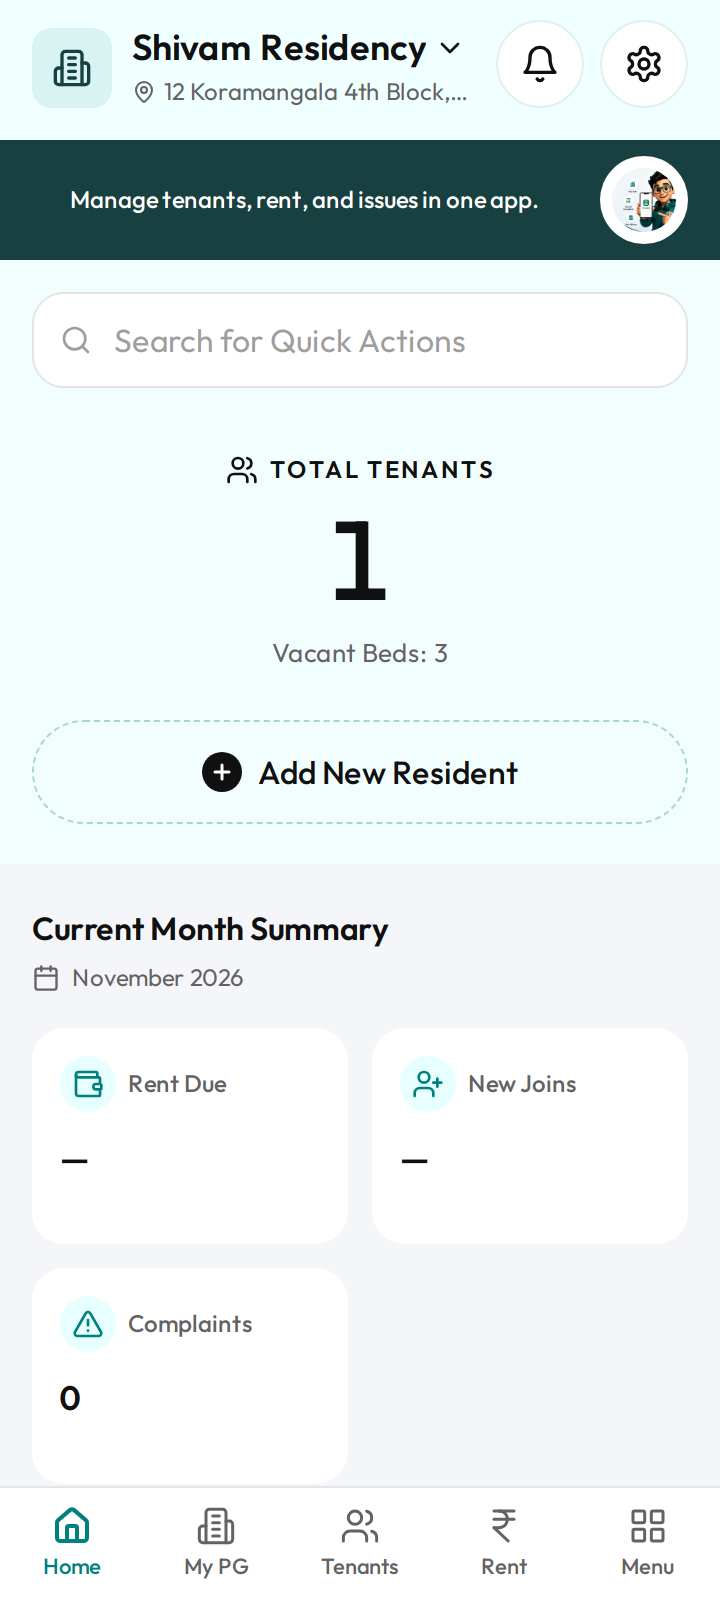 Shivam Residency
12 Koramangala 4th Block,...
Manage tenants, rent, and issues in one app.
Search for Quick Actions
TOTAL TENANTS
1
Vacant Beds: 3
Add New Resident
Current Month Summary
November 2026
Rent Due
–
New Joins
–
Complaints
0
Home
My PG
Tenants
Rent
Menu